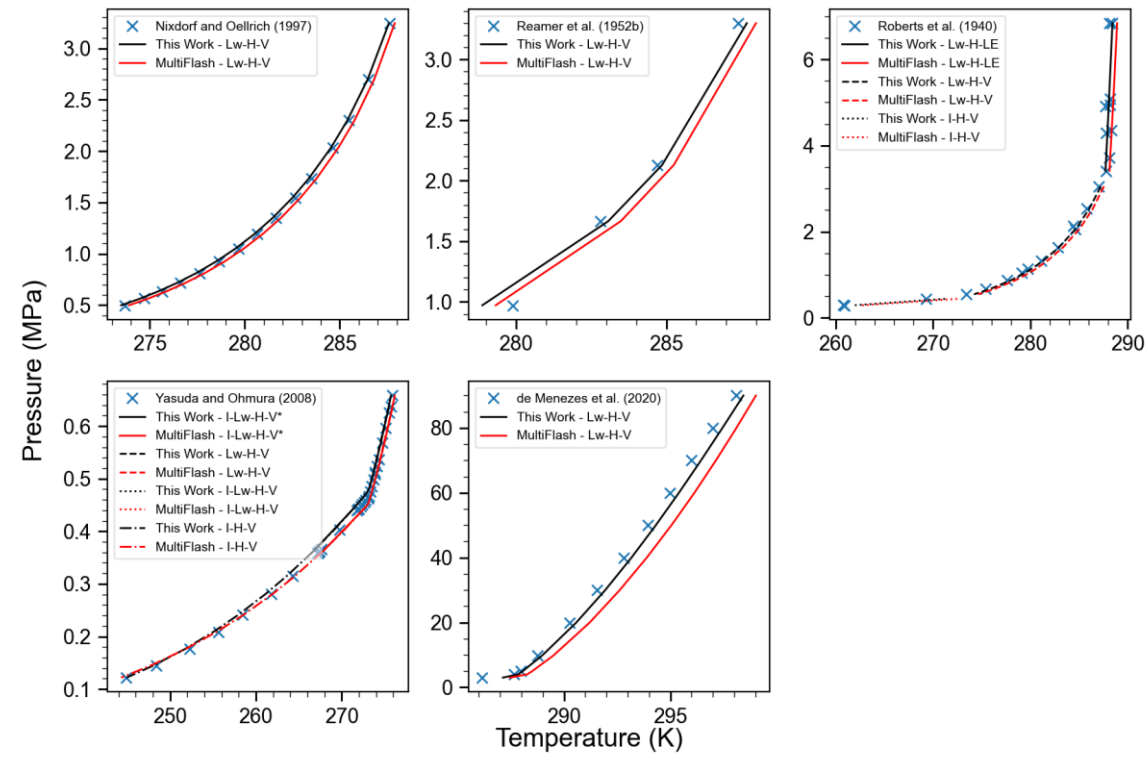 Nixdorf and Oellrich (1997)
This Work - Lw-H-V
MultiFlash - Lw-H-V
3.0
2.5
2.0
1.5
1.0
0.5
275
280
285
Reamer et al. (1952b)
This Work - Lw-H-V
MultiFlash - Lw-H-V
3.0
2.5
2.0
1.5
1.0
280
285
Roberts et al. (1940)
This Work - Lw-H-LE
MultiFlash - Lw-H-LE
This Work - Lw-H-V
MultiFlash - Lw-H-V
This Work - I-H-V
MultiFlash - I-H-V
6
4
2
0
260
270
280
290
Pressure (MPa)
Yasuda and Ohmura (2008)
This Work - I-Lw-H-V*
MultiFlash - I-Lw-H-V*
This Work - Lw-H-V
MultiFlash - Lw-H-V
This Work - I-Lw-H-V
MultiFlash - I-Lw-H-V
This Work - I-H-V
MultiFlash - I-H-V
0.6
0.5
0.4
0.3
0.2
0.1
250
260
270
de Menezes et al. (2020)
This Work - Lw-H-V
MultiFlash - Lw-H-V
80
60
40
20
0
290
295
Temperature (K)